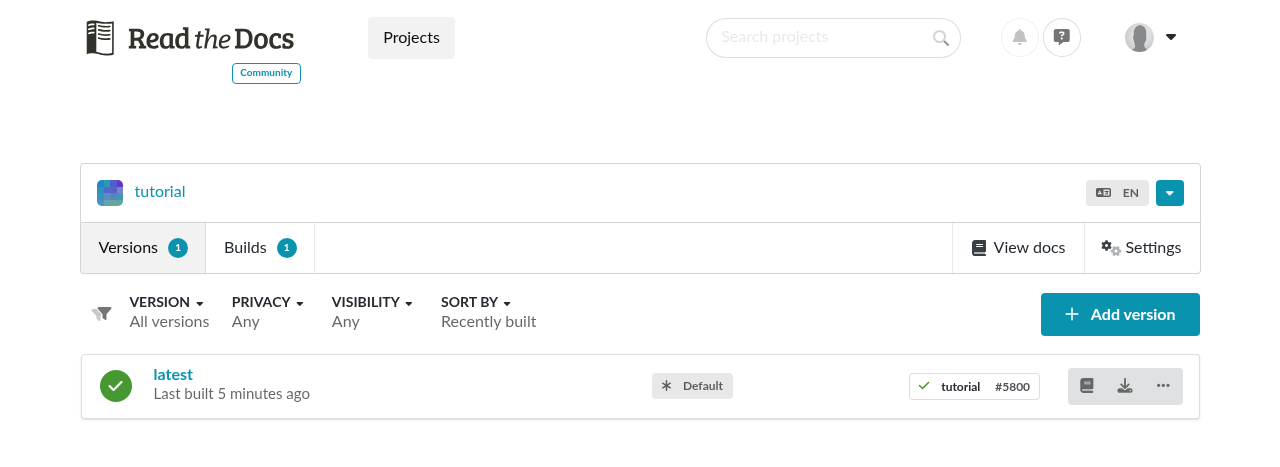 Read the Docs
Community
Projects
Search projects
tutorial
EN
Versions 1
Builds 1
View docs
Settings
VERSION
All versions
PRIVACY
Any
VISIBILITY
Any
SORT BY
Recently built
Add version
latest
Last built 5 minutes ago
Default
tutorial #5800